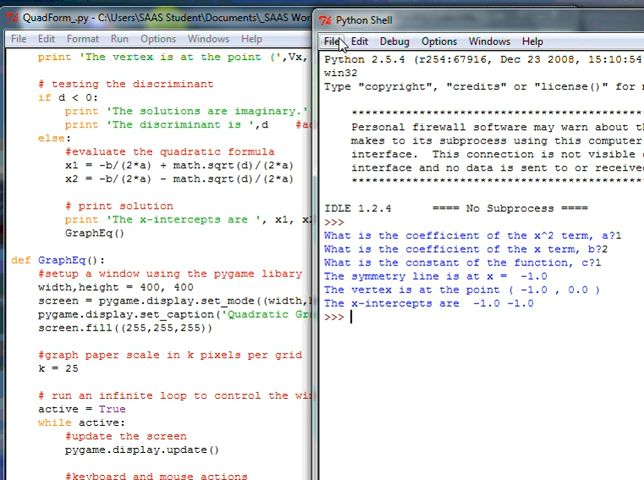 QuadForm_.py - C:\Users\SAAS Student\Documents\_SAAS Wor
File Edit Format Run Options Windows Help
print 'The vertex is at the point (',Vx,
# testing the discriminant
if d < 0:
print 'The solutions are imaginary.'
print 'The discriminant is ',d
else:
#evaluate the quadratic formula
x1 = -b/(2*a) + math.sqrt(d)/(2*a)
x2 = -b/(2*a) - math.sqrt(d)/(2*a)
# print solution
print 'The x-intercepts are ', x1, x2
GraphEq()
def GraphEq():
#setup a window using the pygame libary
width,height = 400, 400
screen = pygame.display.set_mode((width,h
pygame.display.set_caption('Quadratic Gr
screen.fill((255,255,255))
#graph paper scale in k pixels per grid
k = 25
# run an infinite loop to control the wi
active = True
while active:
#update the screen
pygame.display.update()
#keyboard and mouse actions
Python Shell
File Edit Debug Options Windows Help
Python 2.5.4 (r254:67916, Dec 23 2008, 15:10:54
win32
Type "copyright", "credits" or "license()" for
****************************************
Personal firewall software may warn about t
makes to its subprocess using this computer
interface. This connection is not visible
interface and no data is sent to or receive
****************************************
IDLE 1.2.4 ==== No Subprocess ====
>>>
What is the coefficient of the x^2 term, a?1
What is the coefficient of the x term, b?2
What is the constant of the function, c?1
The symmetry line is at x = -1.0
The vertex is at the point ( -1.0 , 0.0 )
The x-intercepts are -1.0 -1.0
>>>